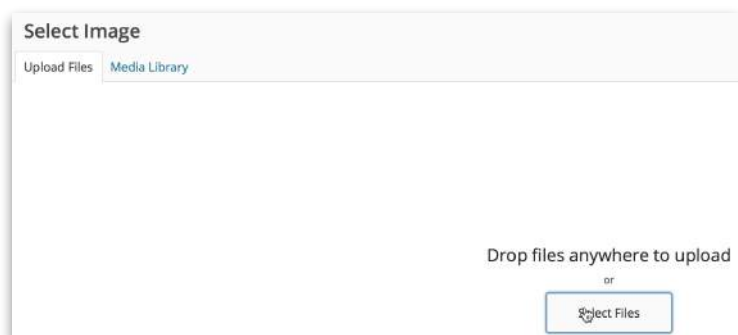 Select Image
Upload Files Media Library
Drop files anywhere to upload
or
Select Files